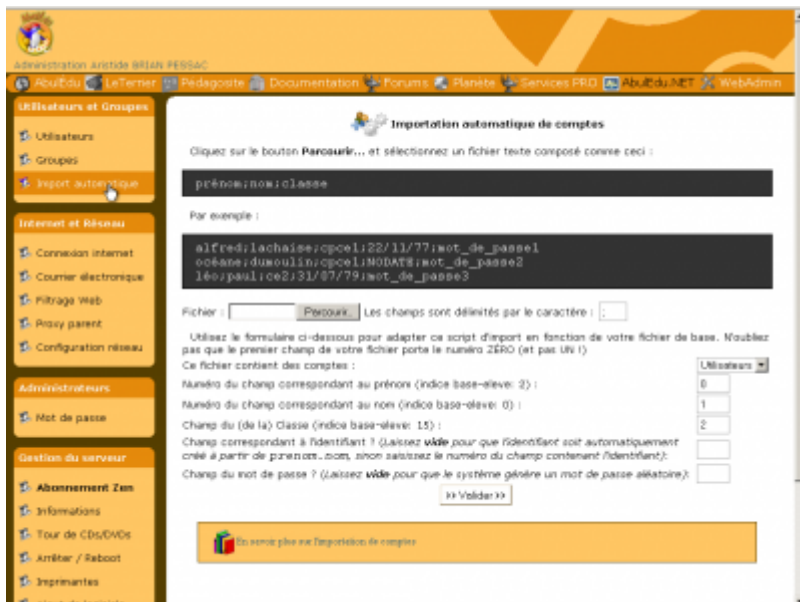 AbulEdu
Administration Aristide BRIAN PESSAC
AbulEdu LeTerrier Pédagosite Documentation Forums Planète Services PRO AbulEdu.NET WebAdmin
Utilisateurs et Groupes
Utilisateurs
Groupes
Import automatique
Internet et Réseau
Connexion internet
Courrier électronique
Filtrage Web
Proxy parent
Configuration réseau
Administrateurs
Mot de passe
Gestion du serveur
Abonnement Zen
Informations
Tour de CDs/DVDs
Arrêter / Reboot
Imprimantes
Importation automatique de comptes
Cliquez sur le bouton Parcourir... et sélectionnez un fichier texte composé comme ceci :
prénom;nom;classe
Par exemple :
alfred;lachaise;cpce1;22/11/77;mot_de_passe1
océane;dumoulin;cpce1;NODATE;mot_de_passe2
léo;paul;ce2;31/07/79;mot_de_passe3
Fichier : Parcourir... Les champs sont délimités par le caractère : ;
Utilisez le formulaire ci-dessous pour adapter ce script d'import en fonction de votre fichier de base. N'oubliez
pas que le premier champ de votre fichier porte le numéro ZÉRO (et pas UN !)
Ce fichier contient des comptes : Utilisateurs
Numéro du champ correspondant au prénom (indice base-eleve: 2) : 0
Numéro du champ correspondant au nom (indice base-eleve: 0) : 1
Champ du (de la) Classe (indice base-eleve: 15) : 2
Champ correspondant à l'identifiant ? (Laissez vide pour que l'identifiant soit automatiquement
créé à partir de prenom.nom, sinon saisissez le numéro du champ contenant l'identifiant):
Champ du mot de passe ? (Laissez vide pour que le système génère un mot de passe aléatoire):
>> Valider >>
En savoir plus sur l'importation de comptes